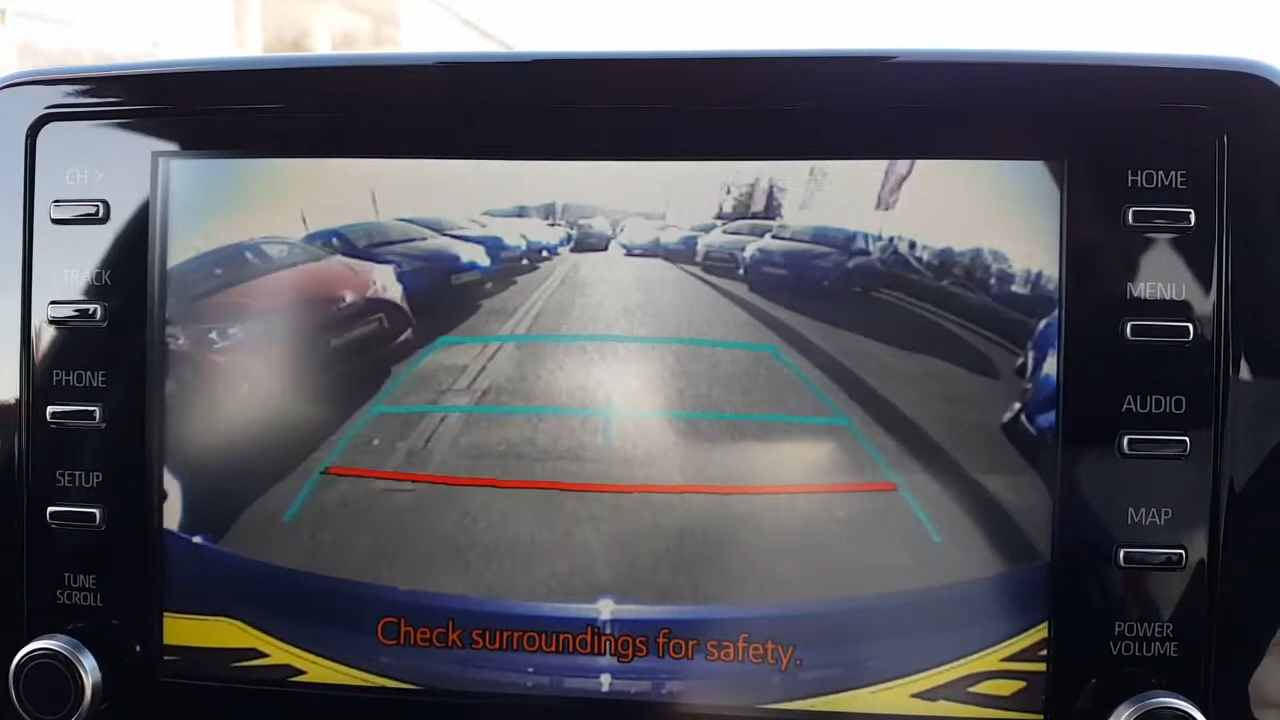 CH >
< TRACK
PHONE
SETUP
TUNE
SCROLL
HOME
MENU
AUDIO
MAP
POWER
VOLUME
Check surroundings for safety.